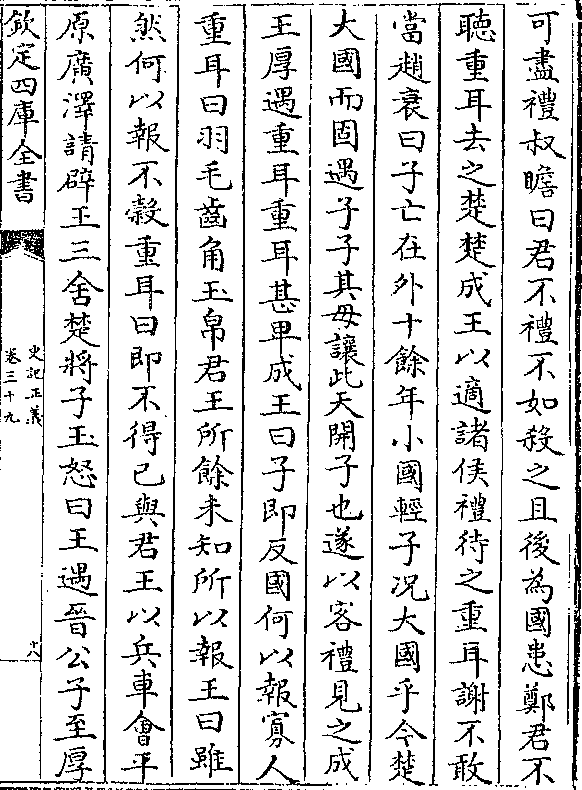 可盡禮叔瞻曰君不禮不如殺之且後為國患鄭君不
聽重耳去之楚楚成王以適諸侯禮待之重耳謝不敢
當趙衰曰子亡在外十餘年小國輕子況大國乎今楚
大國而固遇子子其毋讓此天開子也遂以客禮見之成
王厚遇重耳重耳甚卑成王曰子即反國何以報寡人
重耳曰羽毛齒角玉帛君王所餘未知所以報王曰雖
然何以報不穀重耳曰即不得已與君王以兵車會平
原廣澤請辟王三舍楚將子玉怒曰王遇晉公子至厚
欽定四庫全書
史記正義
卷三十九
十八